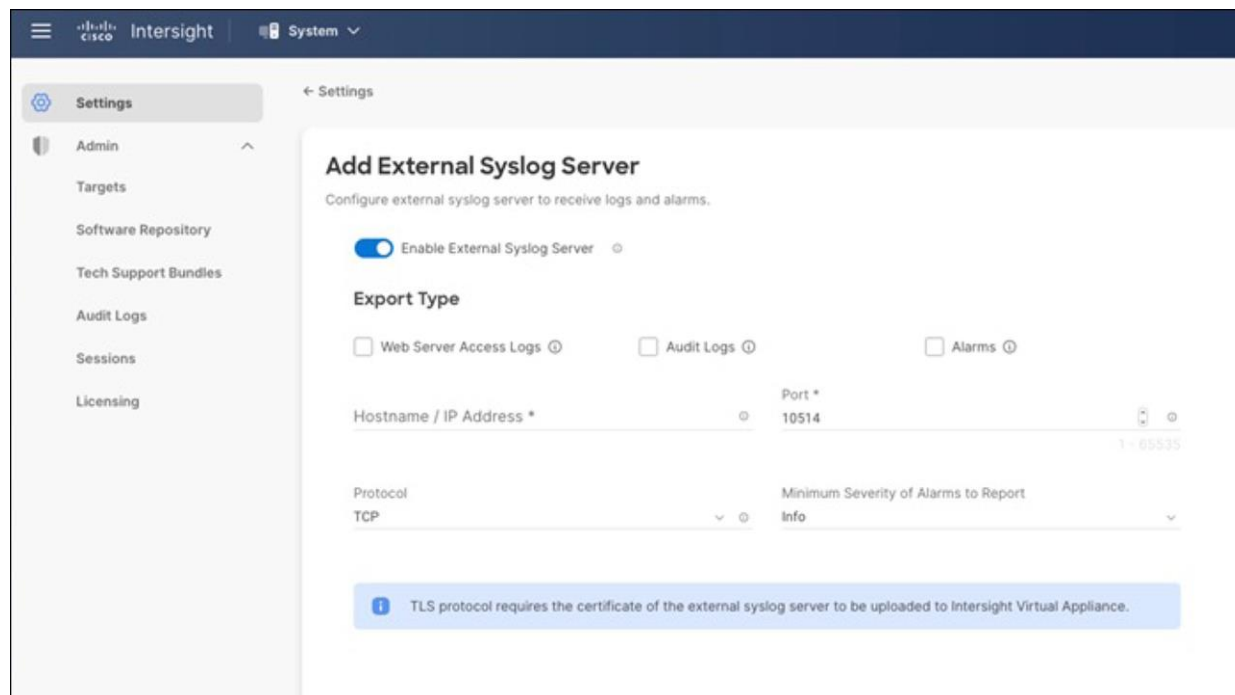 cisco Intersight System
Settings
Admin
Targets
Software Repository
Tech Support Bundles
Audit Logs
Sessions
Licensing
← Settings
Add External Syslog Server
Configure external syslog server to receive logs and alarms.
Enable External Syslog Server
Export Type
Web Server Access Logs Audit Logs Alarms
Hostname / IP Address *
Port *
10514
1 - 65535
Protocol
TCP
Minimum Severity of Alarms to Report
Info
TLS protocol requires the certificate of the external syslog server to be uploaded to Intersight Virtual Appliance.